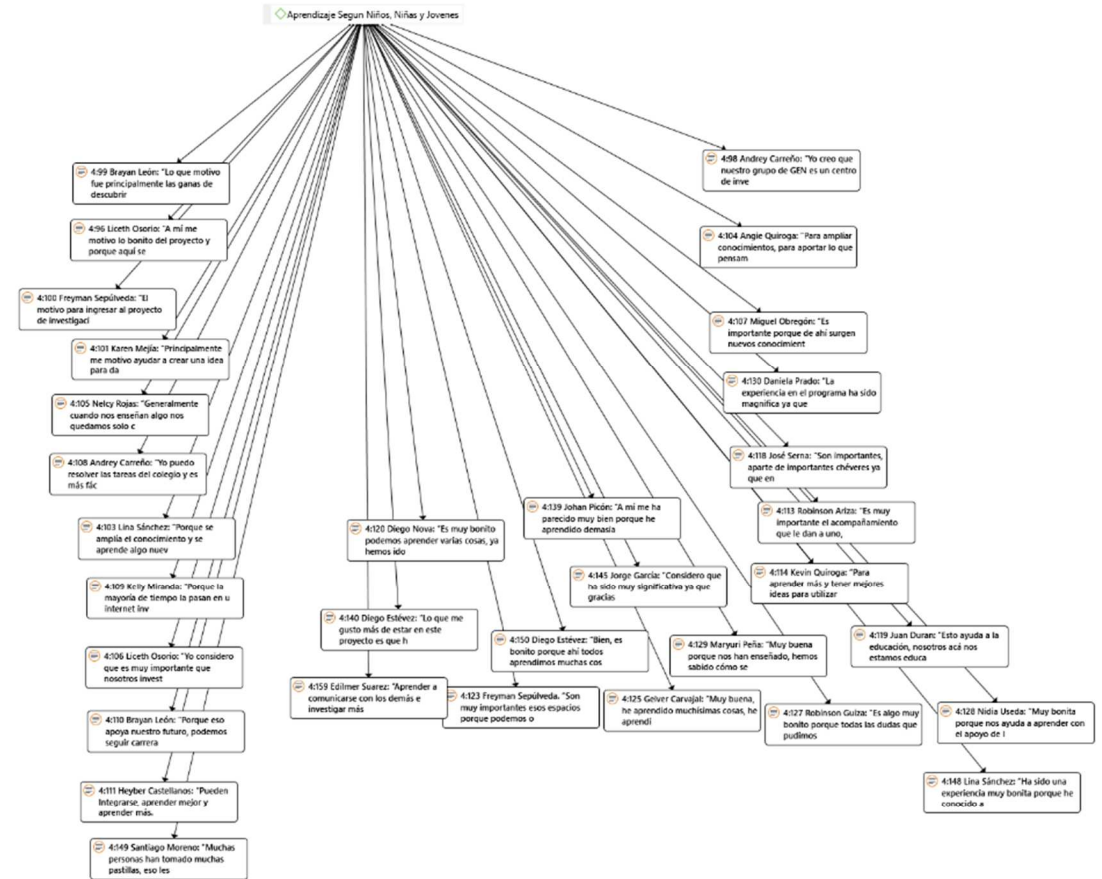 Aprendizaje Segun Niños, Niñas y Jovenes
4:99 Brayan León: "Lo que motivo
fue principalmente las ganas de
descubrir
4:96 Liceth Osorio: "A mí me
motivo lo bonito del proyecto y
porque aquí se
4:100 Freyman Sepúlveda: "El
motivo para ingresar al proyecto
de investigaci
4:101 Karen Mejía: "Principalmente
me motivo ayudar a crear una idea
para da
4:105 Nelcy Rojas: "Generalmente
cuando nos enseñan algo nos
quedamos solo c
4:108 Andrey Carreño: "Yo puedo
resolver las tareas del colegio y es
más fác
4:103 Lina Sánchez: "Porque se
amplía el conocimiento y se
aprende algo nuev
4:109 Kelly Miranda: "Porque la
mayoría de tiempo la pasan en u
internet inv
4:106 Liceth Osorio: "Yo considero
que es muy importante que
nosotros invest
4:110 Brayan León: "Porque eso
apoya nuestro futuro, podemos
seguir carrera
4:111 Heyber Castellanos: "Pueden
Integrarse, aprender mejor y
aprender más.
4:149 Santiago Moreno: "Muchas
personas han tomado muchas
pastillas, eso les
4:120 Diego Nova: "Es muy bonito
podemos aprender varias cosas, ya
hemos ido
4:140 Diego Estévez: "Lo que me
gusto más de estar en este
proyecto es que h
4:159 Edilmer Suarez: "Aprender a
comunicarse con los demás e
investigar más
4:139 Johan Picón: "A mí me ha
parecido muy bien porque he
aprendido demasia
4:145 Jorge García: "Considero que
ha sido muy significativa ya que
gracias
4:150 Diego Estévez: "Bien, es
bonito porque ahí todos
aprendimos muchas cos
4:123 Freyman Sepúlveda. "Son
muy importantes esos espacios
porque podemos o
4:129 Maryuri Peña: "Muy buena
porque nos han enseñado, hemos
sabido cómo se
4:125 Geiver Carvajal: "Muy buena,
he aprendido muchísimas cosas, he
aprendí
4:127 Robinson Guiza: "Es algo muy
bonito porque todas las dudas que
pudimos
4:98 Andrey Carreño: "Yo creo que
nuestro grupo de GEN es un centro
de inve
4:104 Angie Quiroga: "Para ampliar
conocimientos, para aportar lo que
pensam
4:107 Miguel Obregón: "Es
importante porque de ahí surgen
nuevos conocimient
4:130 Daniela Prado: "La
experiencia en el programa ha sido
magnifica ya que
4:118 José Serna: "Son importantes,
aparte de importantes chéveres ya
que en
4:113 Robinson Ariza: "Es muy
importante el acompañamiento
que le dan a uno,
4:114 Kevin Quiroga: "Para
aprender más y tener mejores
ideas para utilizar
4:119 Juan Duran: "Esto ayuda a la
educación, nosotros acá nos
estamos educa
4:128 Nidia Useda: "Muy bonita
porque nos ayuda a aprender con
el apoyo de l
4:148 Lina Sánchez: "Ha sido una
experiencia muy bonita porque he
conocido a